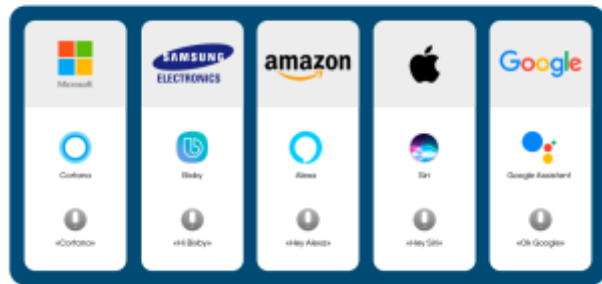 Microsoft
SAMSUNG
ELECTRONICS
amazon
Google
Cortana
Bixby
Alexa
Siri
Google Assistant
«Cortana»
«Hi Bixby»
«Hey Alexa»
«Hey Siri»
«Ok Google»